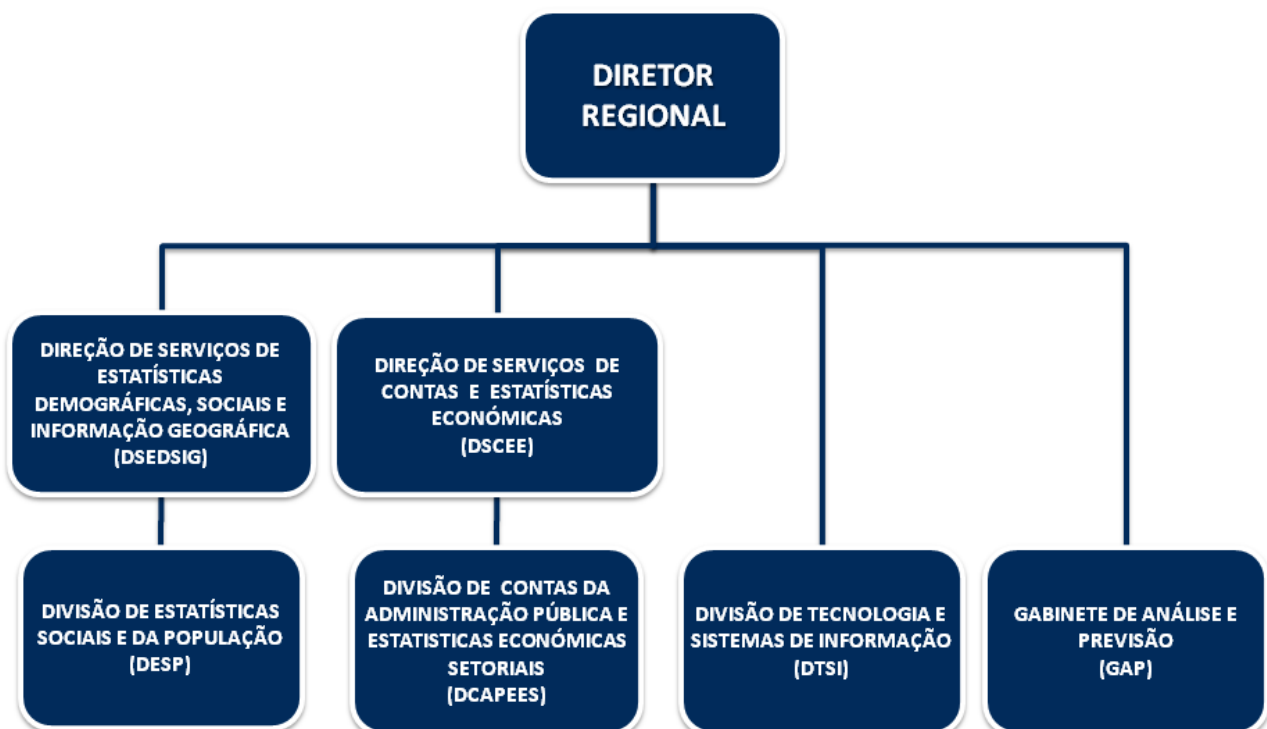 DIRETOR
REGIONAL
DIREÇÃO DE SERVIÇOS DE
ESTATÍSTICAS
DEMOGRÁFICAS, SOCIAIS E
INFORMAÇÃO GEOGRÁFICA
(DSEDSIG)
DIREÇÃO DE SERVIÇOS DE
CONTAS E ESTATÍSTICAS
ECONÓMICAS
(DSCEE)
DIVISÃO DE ESTATÍSTICAS
SOCIAIS E DA POPULAÇÃO
(DESP)
DIVISÃO DE CONTAS DA
ADMINISTRAÇÃO PÚBLICA E
ESTATISTICAS ECONÓMICAS
SETORIAIS
(DCAPEES)
DIVISÃO DE TECNOLOGIA E
SISTEMAS DE INFORMAÇÃO
(DTSI)
GABINETE DE ANÁLISE E
PREVISÃO
(GAP)